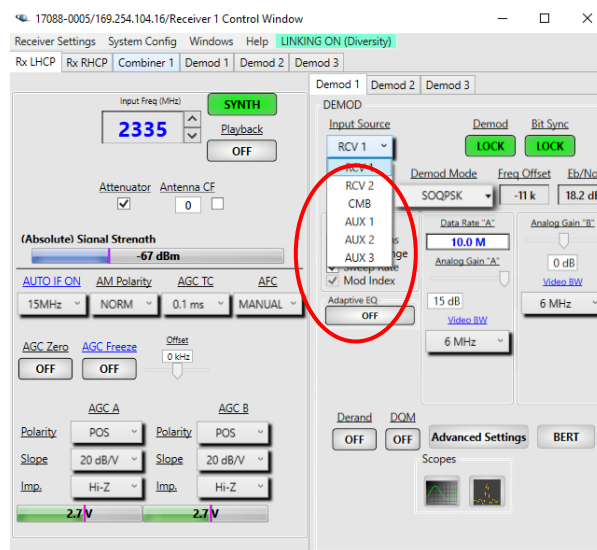 17088-0005/169.254.104.16/Receiver 1 Control Window
Receiver Settings System Config Windows Help LINKING ON (Diversity)
Rx LHCP Rx RHCP Combiner 1 Demod 1 Demod 2 Demod 3
Input Freq (MHz)
2335
SYNTH
Playback
OFF
Attenuator Antenna CF
0
(Absolute) Signal Strength
-67 dBm
AUTO IF ON AM Polarity AGC TC AFC
15MHz NORM 0.1 ms MANUAL
AGC Zero AGC Freeze Offset
OFF OFF 0 kHz
AGC A AGC B
Polarity POS Polarity POS
Slope 20 dB/V Slope 20 dB/V
Imp. Hi-Z Imp. Hi-Z
2.7 V 2.7 V
Demod 1 Demod 2 Demod 3
DEMOD
Input Source Demod Bit Sync
RCV 1 LOCK LOCK
RCV 1
RCV 2
CMB
AUX 1
AUX 2
AUX 3
Demod Mode Freq Offset Eb/No
SOQPSK -11 k 18.2 dB
Sweep Rate
Mod Index
Adaptive EQ
OFF
Data Rate "A"
10.0 M
Analog Gain "A"
15 dB
Video BW
6 MHz
Analog Gain "B"
0 dB
Video BW
6 MHz
Derand DQM
OFF OFF Advanced Settings BERT
Scopes